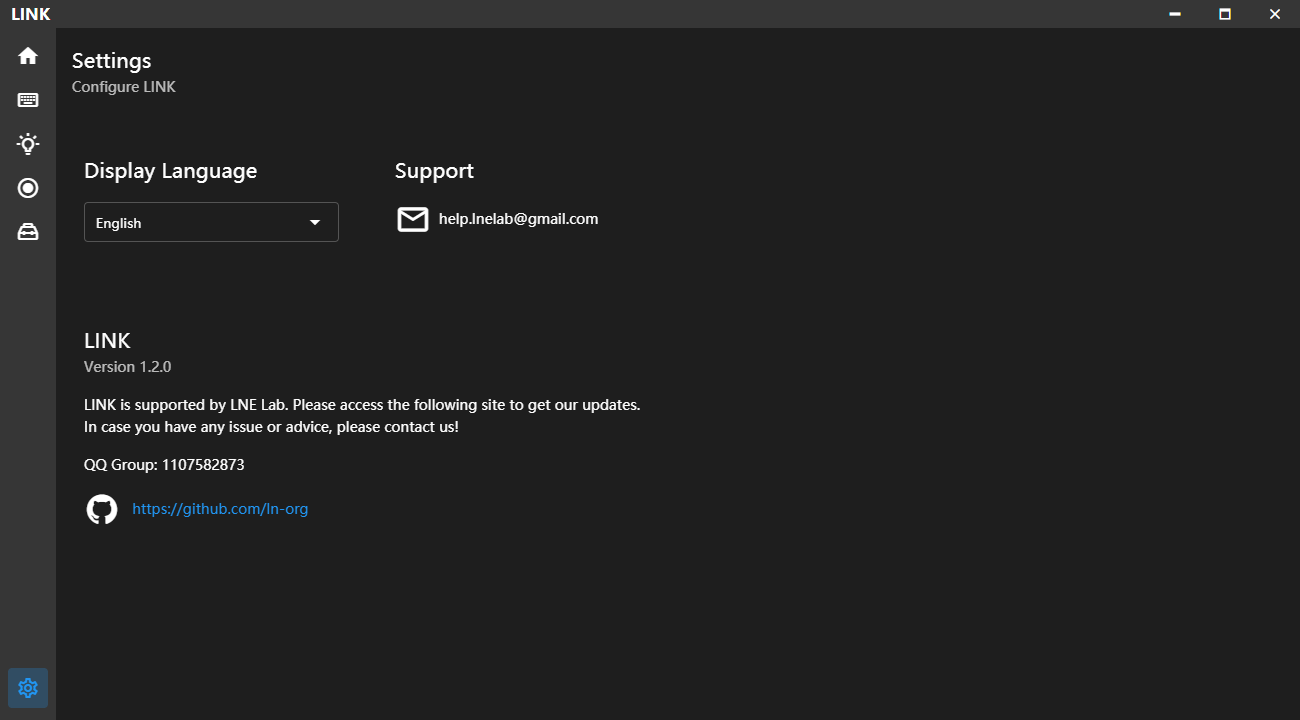 LINK
Settings
Configure LINK
Display Language
English
Support
help.lnelab@gmail.com
LINK
Version 1.2.0
LINK is supported by LNE Lab. Please access the following site to get our updates.
In case you have any issue or advice, please contact us!
QQ Group: 1107582873
https://github.com/ln-org